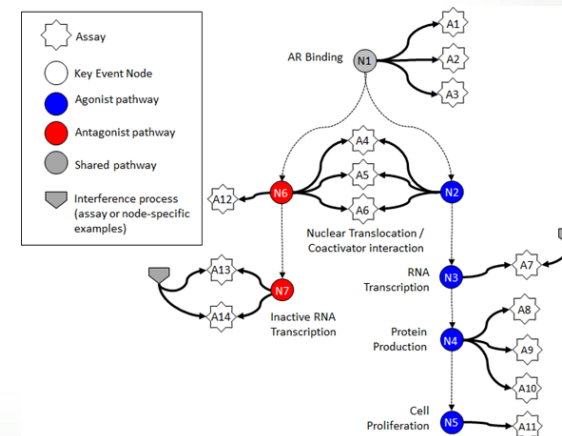 Assay
Key Event Node
Agonist pathway
Antagonist pathway
Shared pathway
Interference process
(assay or node-specific
examples)
AR Binding
N1
A1
A2
A3
A4
A5
A6
A12
N6
N2
Nuclear Translocation /
Coactivator interaction
A13
A14
N7
Inactive RNA
Transcription
RNA
Transcription
N3
A7
Protein
Production
N4
A8
A9
A10
Cell
Proliferation
N5
A11